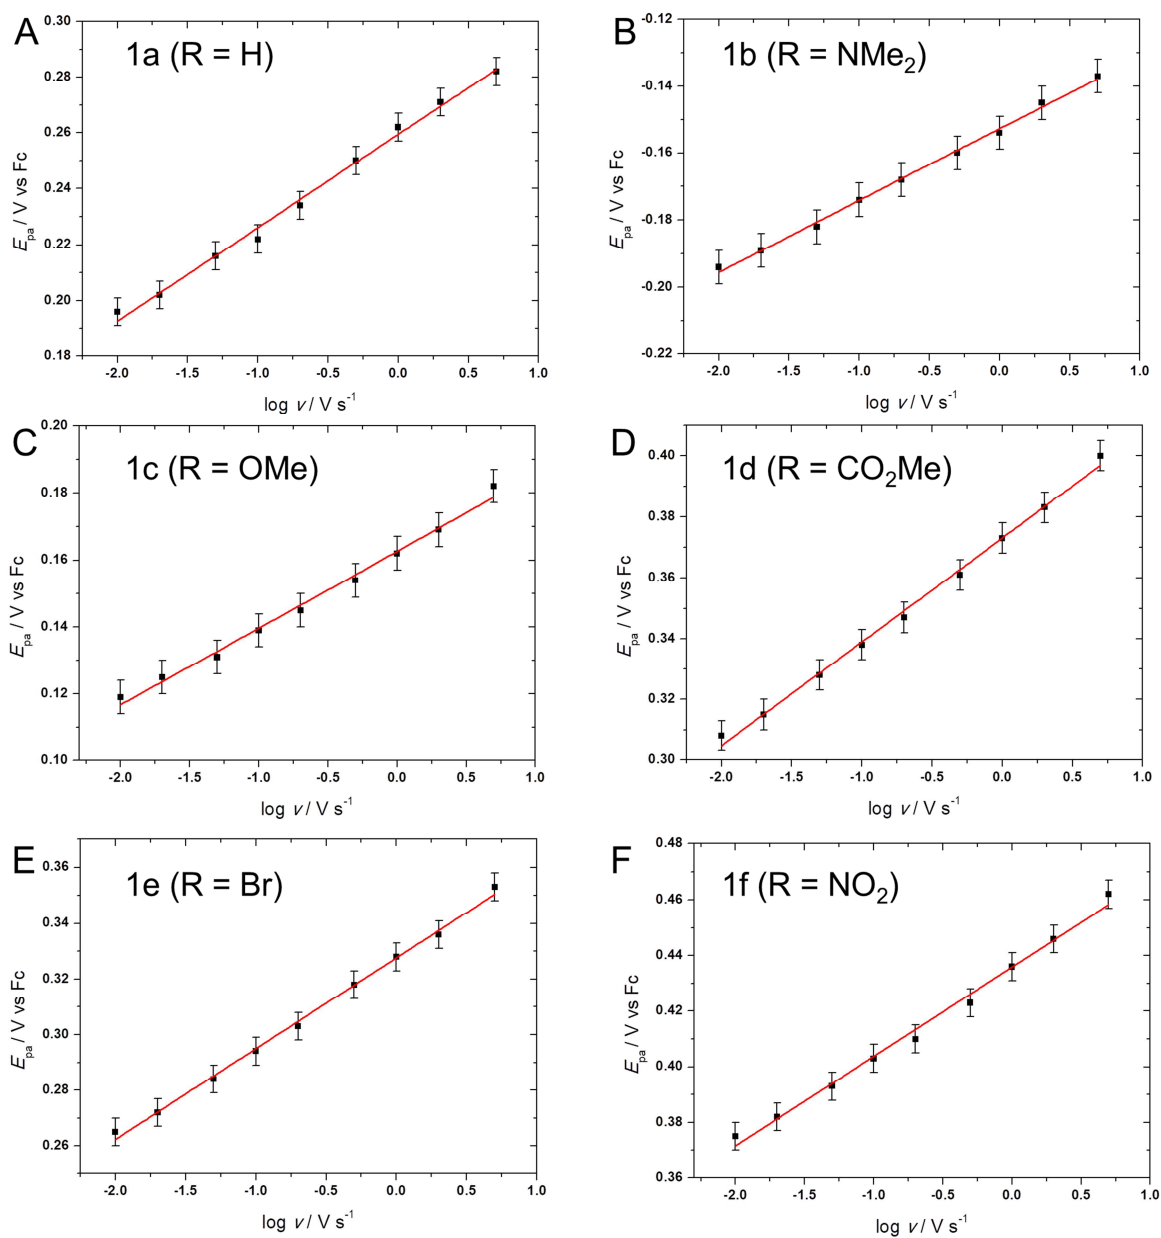 A
1a (R = H)
0.30
0.28
0.26
0.24
0.22
0.20
0.18
Epa / V vs Fc
-2.0 -1.5 -1.0 -0.5 0.0 0.5 1.0
log v / V s-1
B
1b (R = NMe2)
-0.12
-0.14
-0.16
-0.18
-0.20
-0.22
Epa / V vs Fc
-2.0 -1.5 -1.0 -0.5 0.0 0.5 1.0
log v / V s-1
C
1c (R = OMe)
0.20
0.18
0.16
0.14
0.12
0.10
Epa / V vs Fc
-2.0 -1.5 -1.0 -0.5 0.0 0.5 1.0
log v / V s-1
D
1d (R = CO2Me)
0.40
0.38
0.36
0.34
0.32
0.30
Epa / V vs Fc
-2.0 -1.5 -1.0 -0.5 0.0 0.5 1.0
log v / V s-1
E
1e (R = Br)
0.36
0.34
0.32
0.30
0.28
0.26
Epa / V vs Fc
-2.0 -1.5 -1.0 -0.5 0.0 0.5 1.0
log v / V s-1
F
1f (R = NO2)
0.48
0.46
0.44
0.42
0.40
0.38
0.36
Epa / V vs Fc
-2.0 -1.5 -1.0 -0.5 0.0 0.5 1.0
log v / V s-1